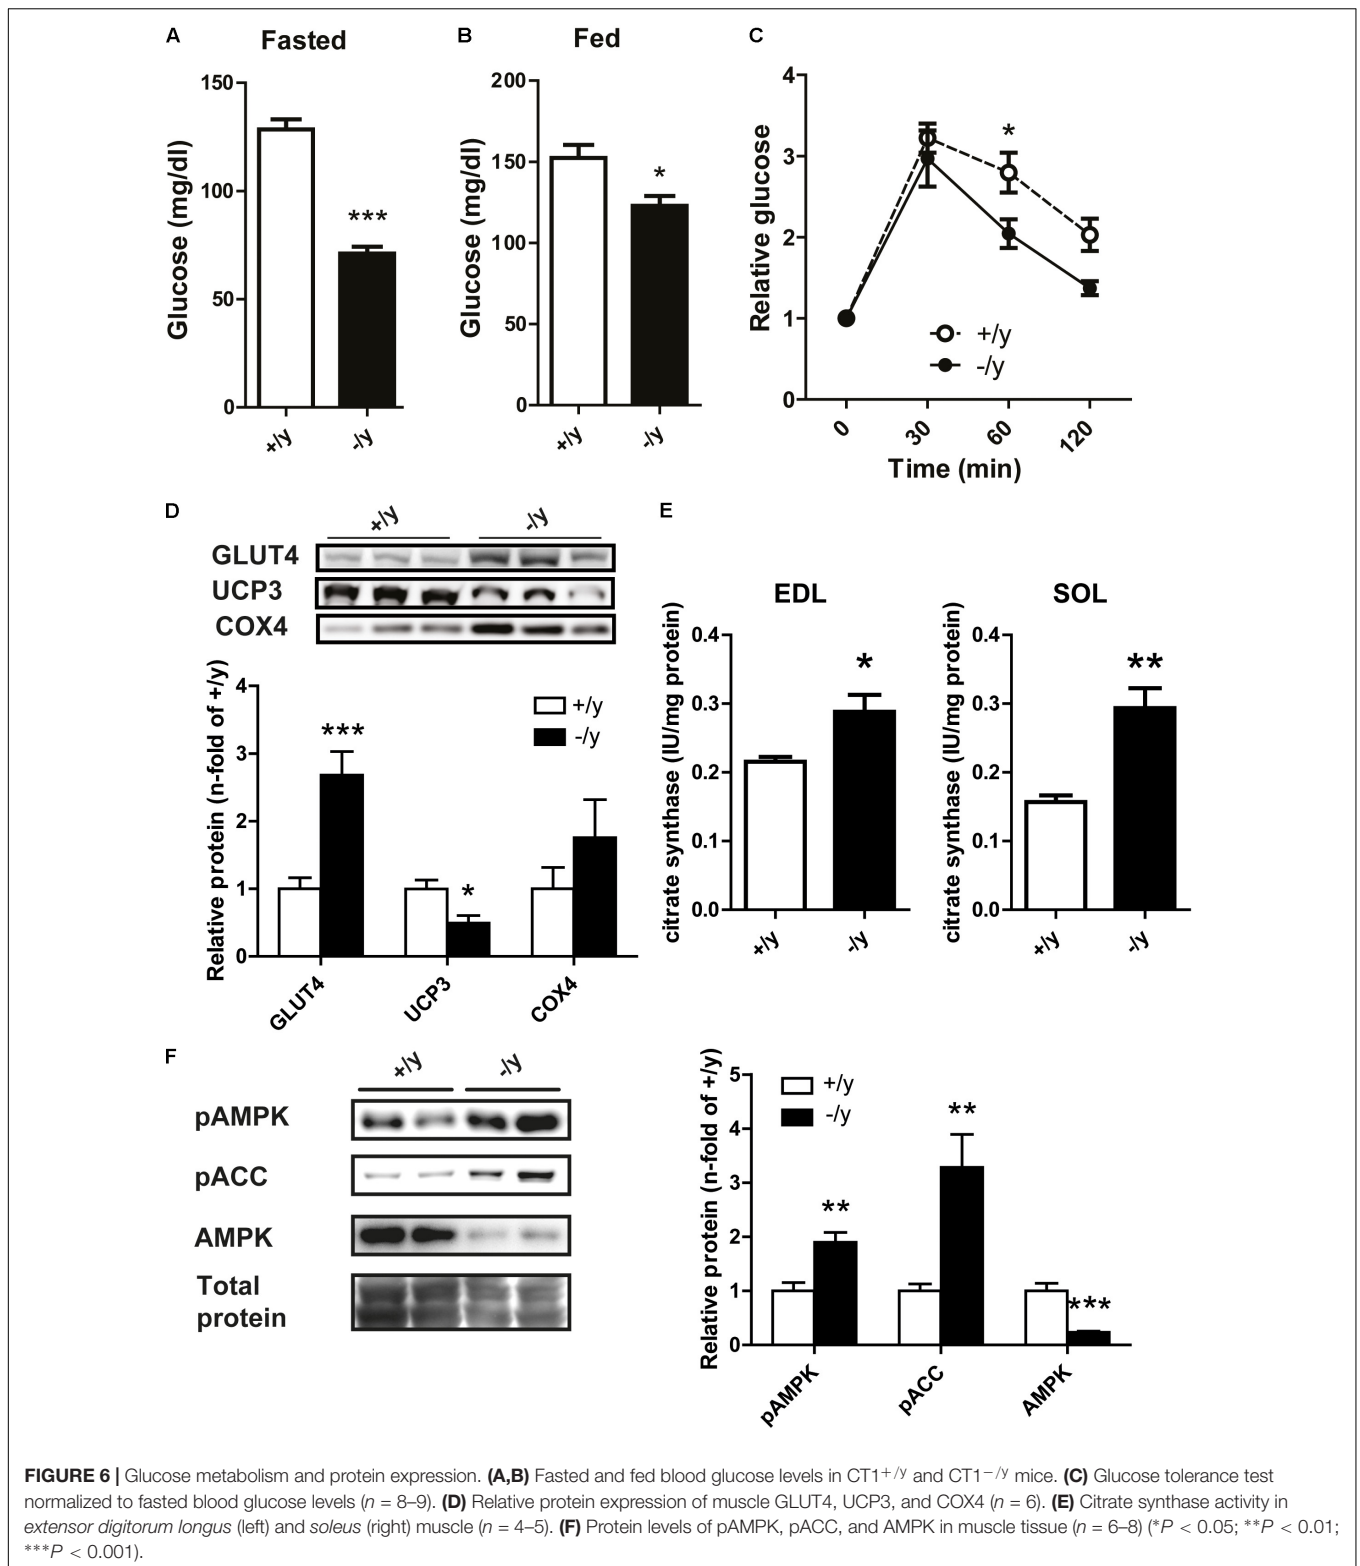 A
Fasted
Glucose (mg/dl)
150
100
50
0
***
+/y
-/y
B
Fed
Glucose (mg/dl)
200
150
100
50
0
*
+/y
-/y
C
Relative glucose
4
3
2
1
0
*
+/y
-/y
0
30
60
120
Time (min)
D
+/y
-/y
GLUT4
UCP3
COX4
Relative protein (n-fold of +/y)
4
3
2
1
0
***
*
+/y
-/y
GLUT4
UCP3
COX4
E
EDL
citrate synthase (IU/mg protein)
0.4
0.3
0.2
0.1
0.0
*
+/y
-/y
SOL
citrate synthase (IU/mg protein)
0.4
0.3
0.2
0.1
0.0
**
+/y
-/y
F
+/y
-/y
pAMPK
pACC
AMPK
Total
protein
Relative protein (n-fold of +/y)
5
4
3
2
1
0
+/y
-/y
**
**
***
pAMPK
pACC
AMPK
FIGURE 6 | Glucose metabolism and protein expression. (A,B) Fasted and fed blood glucose levels in CT1+/y and CT1−/y mice. (C) Glucose tolerance test
normalized to fasted blood glucose levels (n = 8–9). (D) Relative protein expression of muscle GLUT4, UCP3, and COX4 (n = 6). (E) Citrate synthase activity in
extensor digitorum longus (left) and soleus (right) muscle (n = 4–5). (F) Protein levels of pAMPK, pACC, and AMPK in muscle tissue (n = 6–8) (*P < 0.05; **P < 0.01;
***P < 0.001).